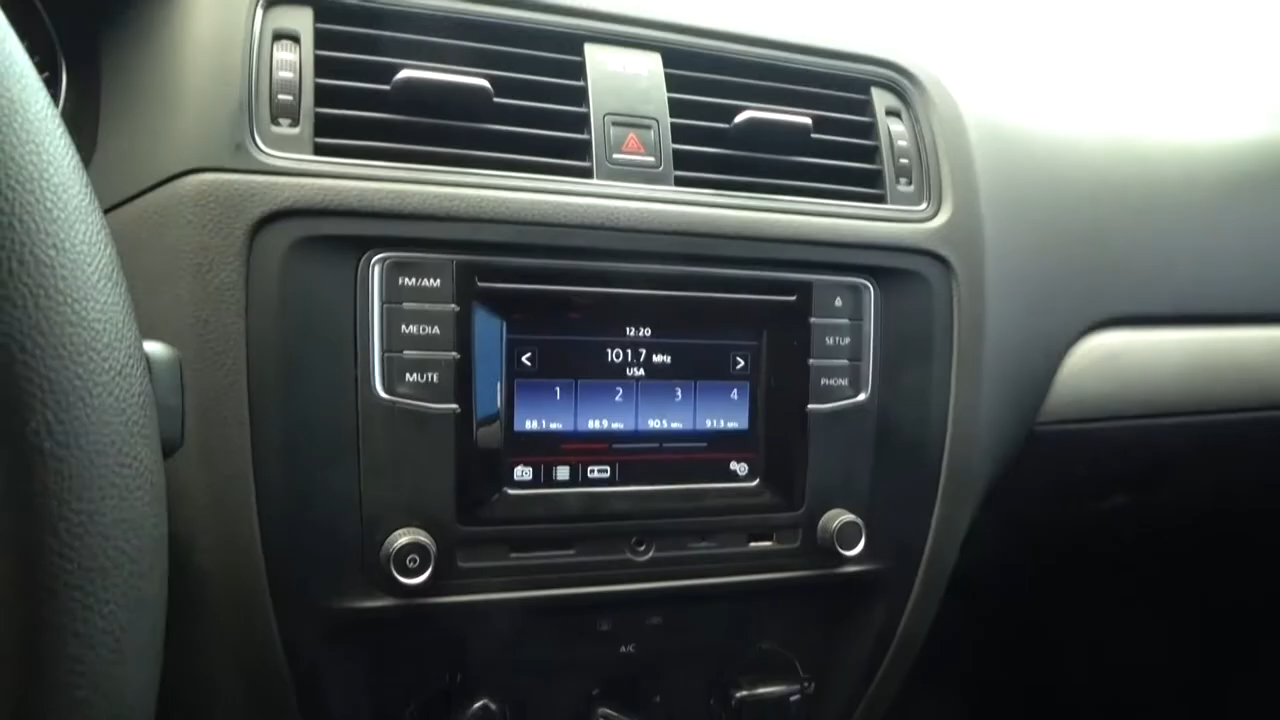 FM/AM
MEDIA
MUTE
12:20
101.7 MHz
USA
1 2 3 4
88.1 MHz 88.9 MHz 90.5 MHz 91.3 MHz
SETUP
PHONE
A/C